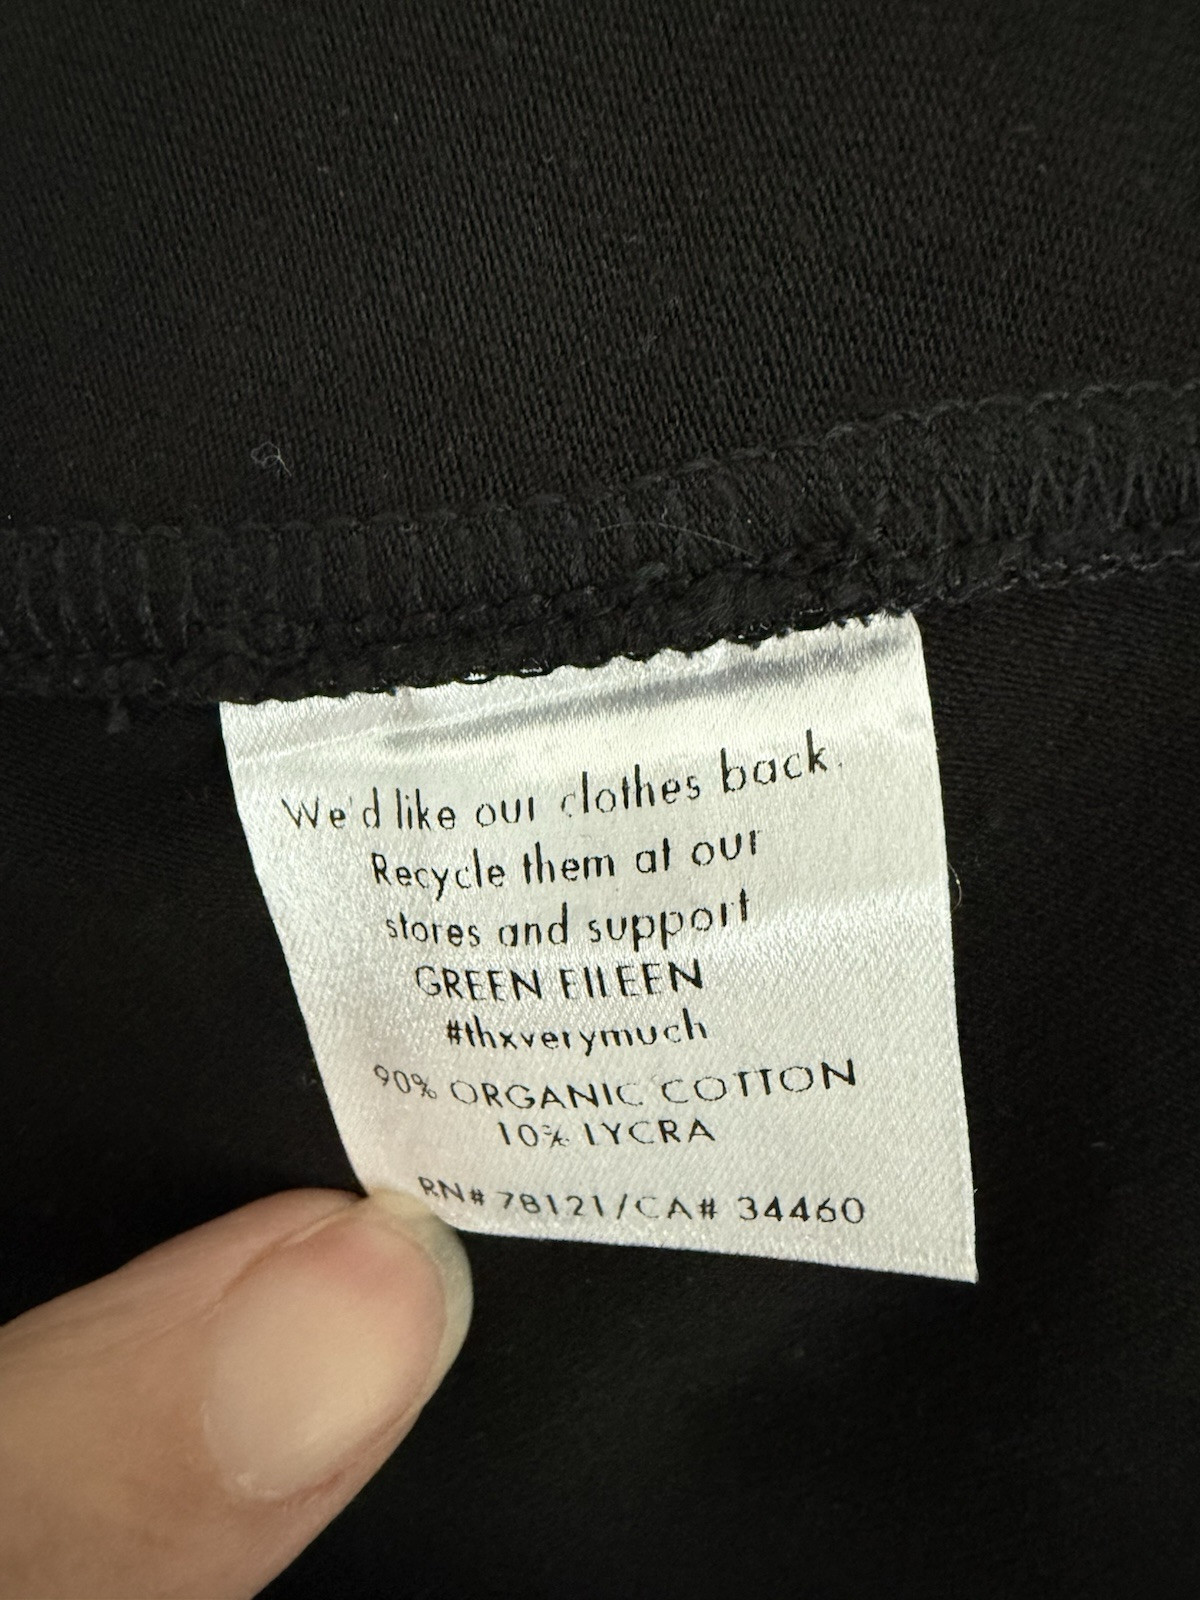 We'd like our clothes back.
Recycle them at our
stores and support
GREEN EILEEN
#thxverymuch
90% ORGANIC COTTON
10% LYCRA
RN# 78121/CA# 34460